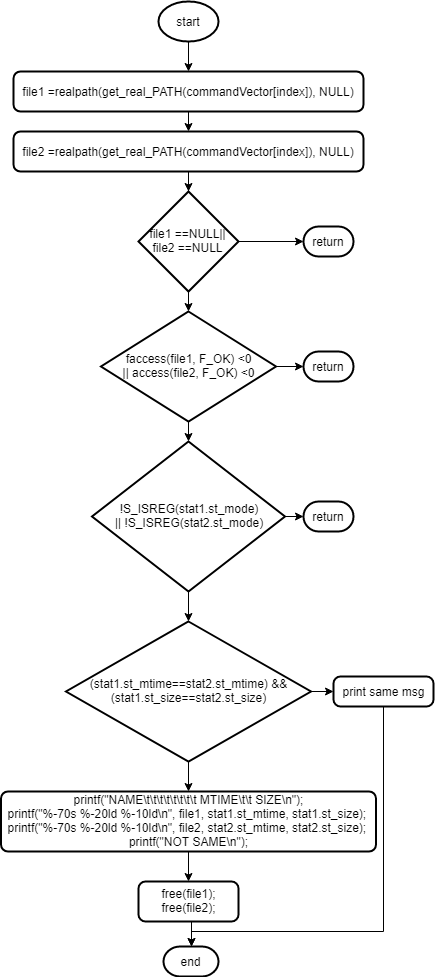 start
file1 =realpath(get_real_PATH(commandVector[index]), NULL)
file2 =realpath(get_real_PATH(commandVector[index]), NULL)
file1 ==NULL||
file2 ==NULL
return
faccess(file1, F_OK) <0
|| access(file2, F_OK) <0
return
!S_ISREG(stat1.st_mode)
|| !S_ISREG(stat2.st_mode)
return
(stat1.st_mtime==stat2.st_mtime) &&
(stat1.st_size==stat2.st_size)
print same msg
printf("NAME\t\t\t\t\t\t\t\t MTIME\t\t SIZE\n");
printf("%-70s %-20ld %-10ld\n", file1, stat1.st_mtime, stat1.st_size);
printf("%-70s %-20ld %-10ld\n", file2, stat2.st_mtime, stat2.st_size);
printf("NOT SAME\n");
free(file1);
free(file2);
end